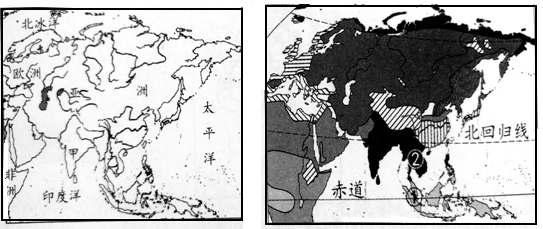 北冰洋
欧洲
亚
洲
太
平
洋
甲
非
洲
印度洋
北回归线
②
赤道
①